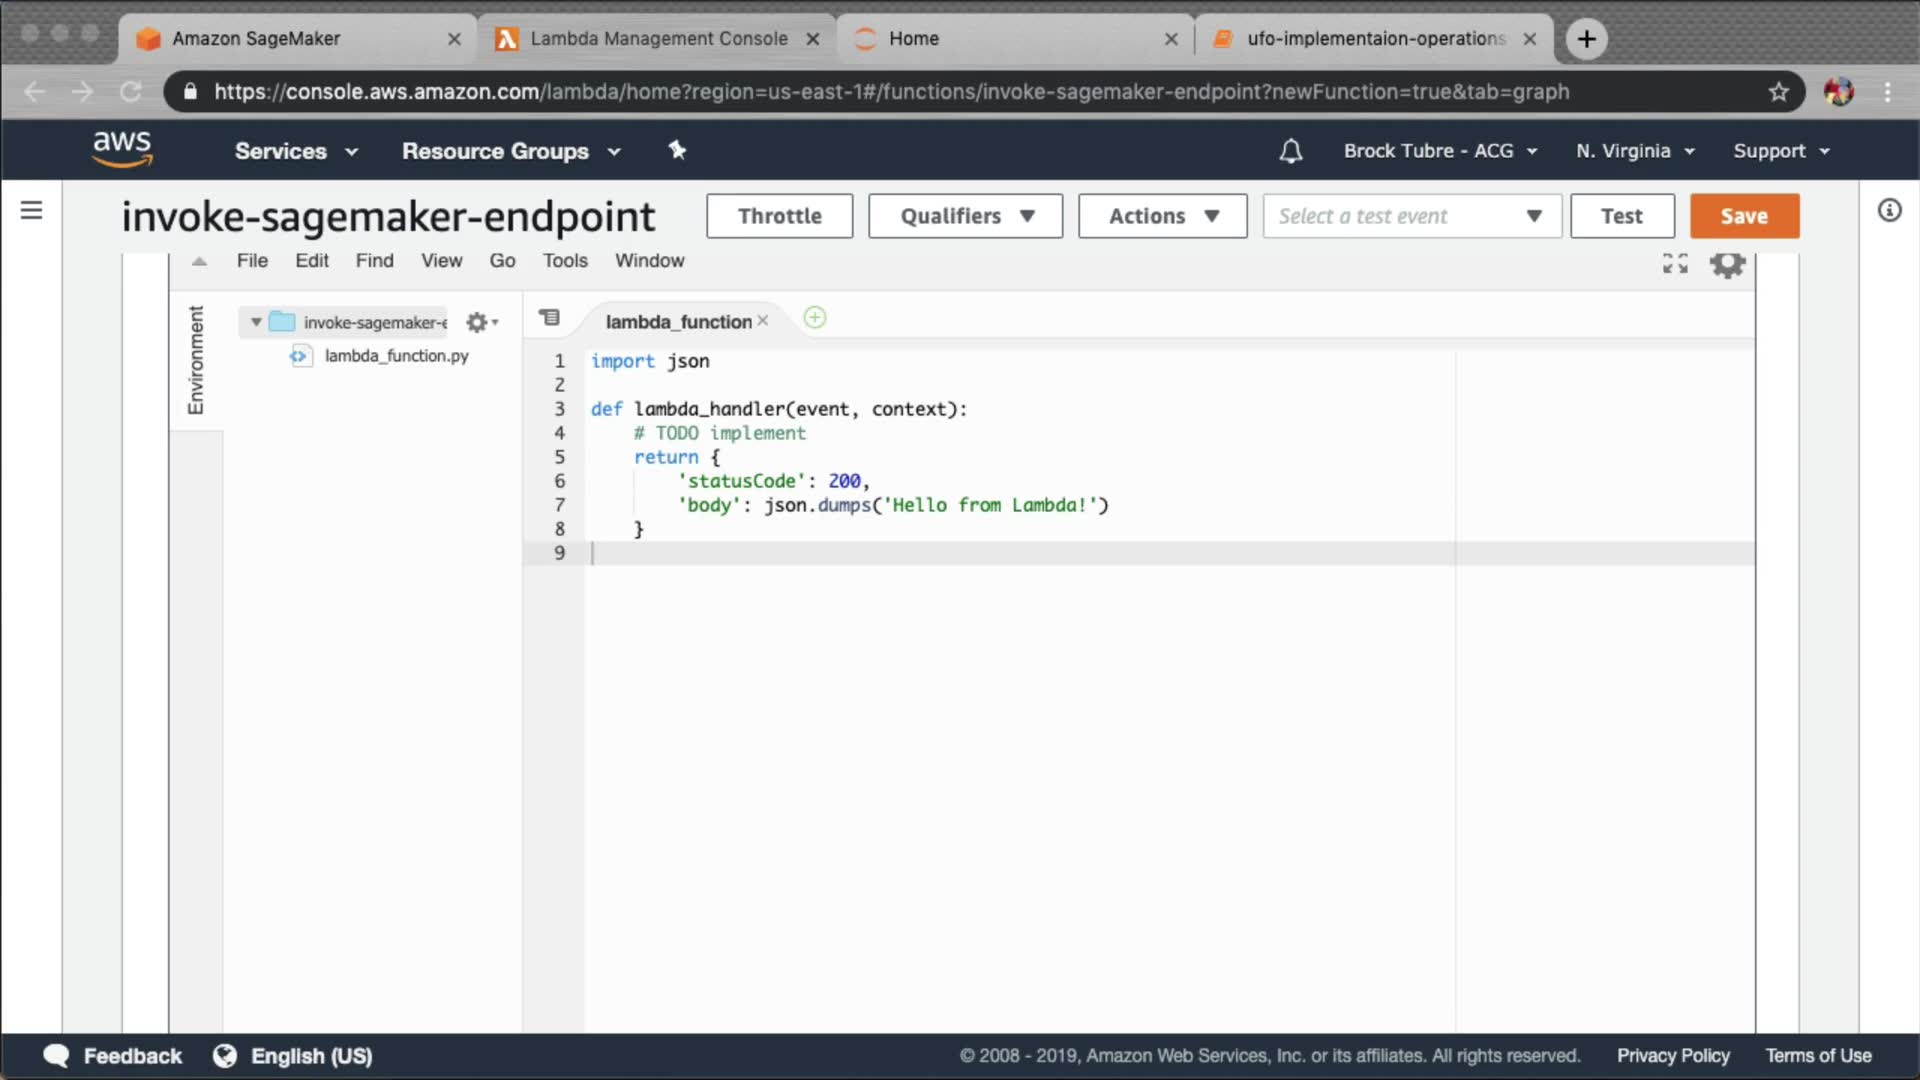 Amazon SageMaker
Lambda Management Console
Home
ufo-implementaion-operations
https://console.aws.amazon.com/lambda/home?region=us-east-1#/functions/invoke-sagemaker-endpoint?newFunction=true&tab=graph
aws
Services
Resource Groups
Brock Tubre - ACG
N. Virginia
Support
invoke-sagemaker-endpoint
Throttle
Qualifiers
Actions
Select a test event
Test
Save
File Edit Find View Go Tools Window
Environment
invoke-sagemaker-e
lambda_function.py
lambda_function
1 import json
2
3 def lambda_handler(event, context):
4     # TODO implement
5     return {
6         'statusCode': 200,
7         'body': json.dumps('Hello from Lambda!')
8     }
9
Feedback
English (US)
© 2008 - 2019, Amazon Web Services, Inc. or its affiliates. All rights reserved.
Privacy Policy
Terms of Use